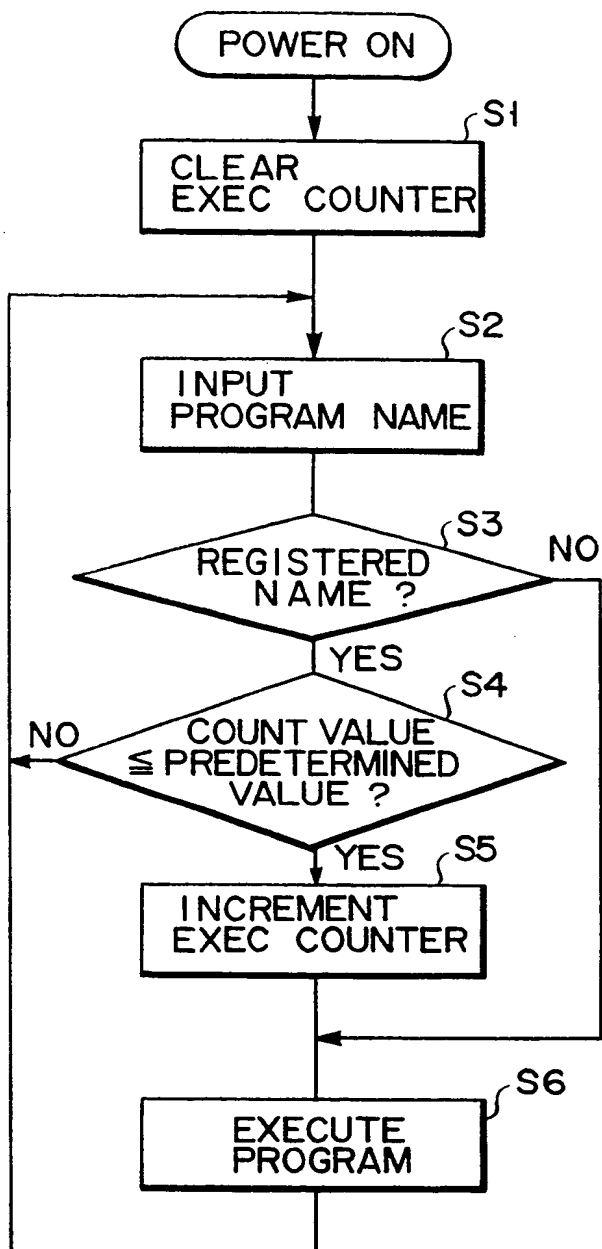 POWER ON
S1
CLEAR
EXEC COUNTER
S2
INPUT
PROGRAM NAME
S3
REGISTERED
NAME ?
NO
YES
S4
COUNT VALUE
≦ PREDETERMINED
VALUE ?
NO
YES
S5
INCREMENT
EXEC COUNTER
S6
EXECUTE
PROGRAM